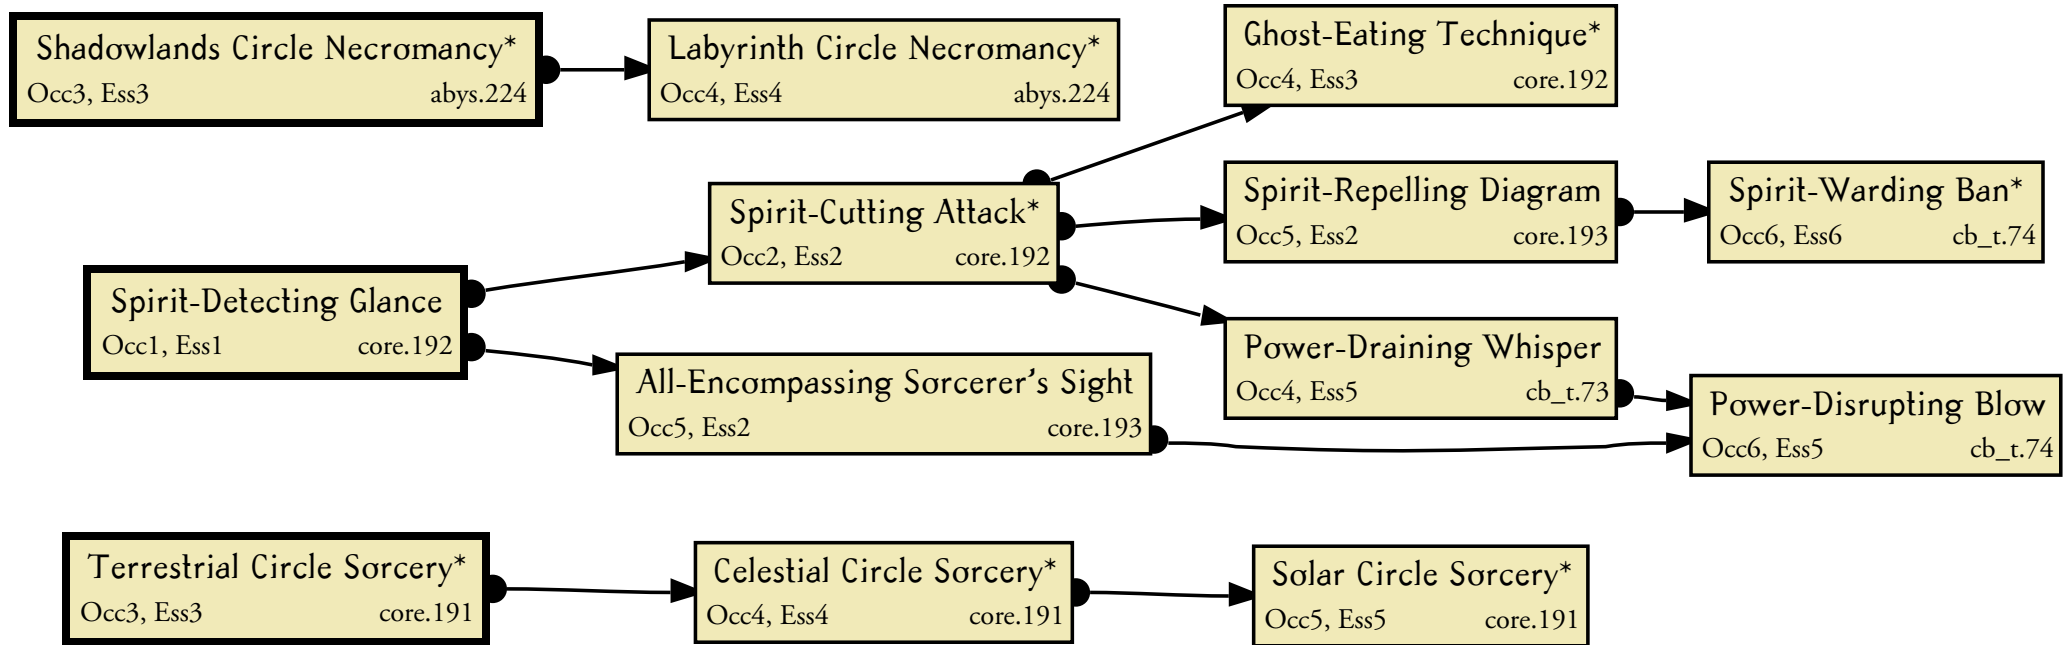 Shadowlands Circle Necromancy*
Occ3, Ess3 abys.224
Labyrinth Circle Necromancy*
Occ4, Ess4 abys.224
Ghost-Eating Technique*
Occ4, Ess3 core.192
Spirit-Cutting Attack*
Occ2, Ess2 core.192
Spirit-Repelling Diagram
Occ5, Ess2 core.193
Spirit-Warding Ban*
Occ6, Ess6 cb_t.74
Spirit-Detecting Glance
Occ1, Ess1 core.192
All-Encompassing Sorcerer's Sight
Occ5, Ess2 core.193
Power-Draining Whisper
Occ4, Ess5 cb_t.73
Power-Disrupting Blow
Occ6, Ess5 cb_t.74
Terrestrial Circle Sorcery*
Occ3, Ess3 core.191
Celestial Circle Sorcery*
Occ4, Ess4 core.191
Solar Circle Sorcery*
Occ5, Ess5 core.191